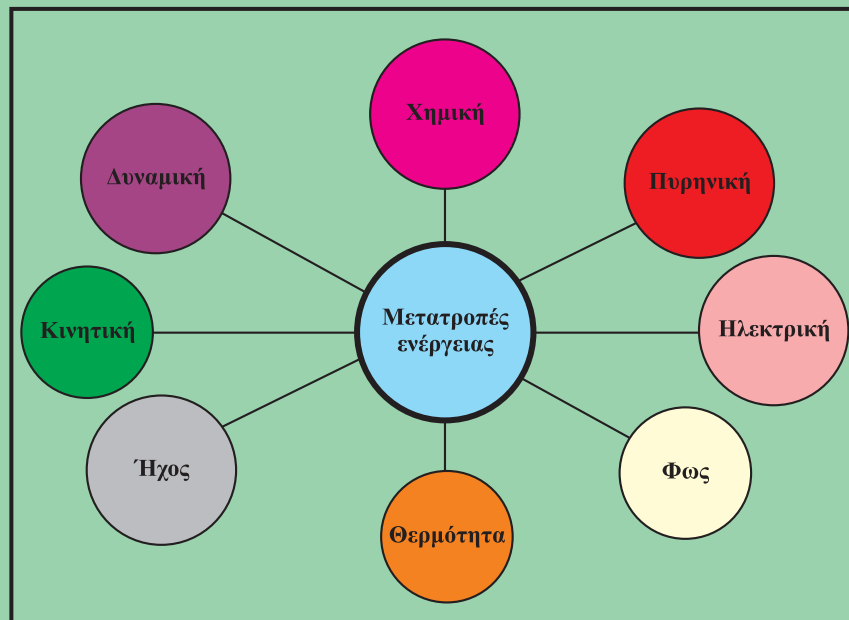 Χημική
Δυναμική
Πυρηνική
Κινητική
Μετατροπές
ενέργειας
Ηλεκτρική
Ήχος
Φως
Θερμότητα